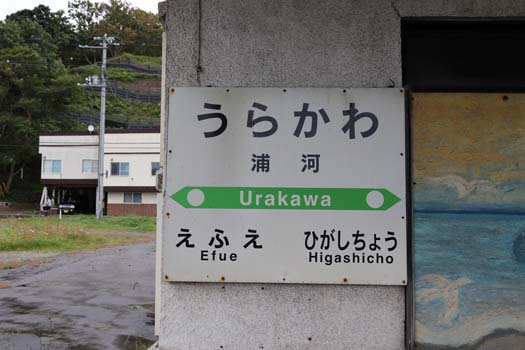 うらかわ
浦河
Urakawa
えふえ ひがしちょう
Efue Higashicho